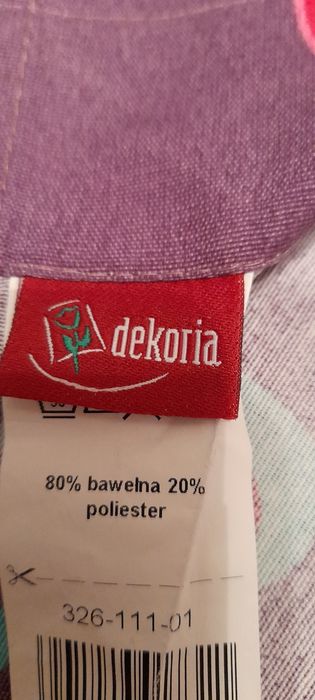 dekoria
80% bawełna 20%
poliester
326-111-01